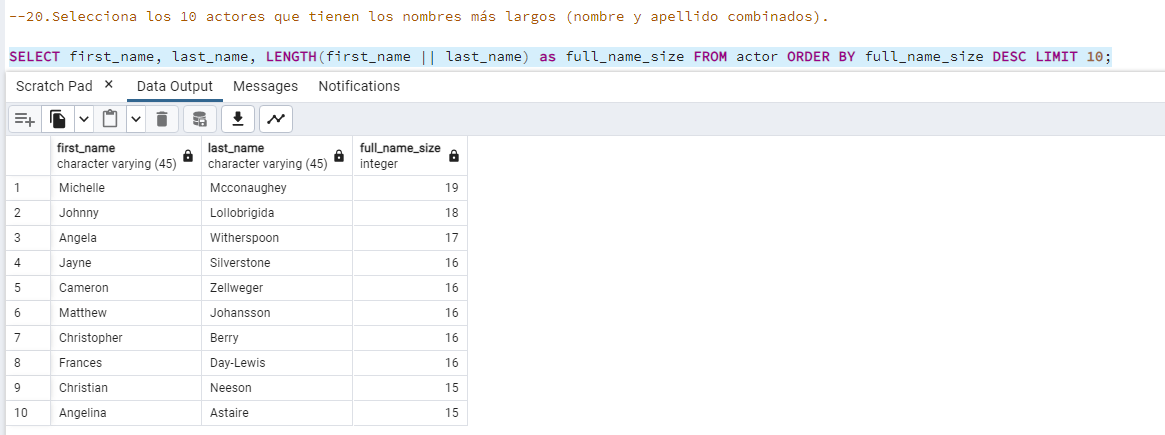 --20.Selecciona los 10 actores que tienen los nombres más largos (nombre y apellido combinados).
SELECT first_name, last_name, LENGTH(first_name || last_name) as full_name_size FROM actor ORDER BY full_name_size DESC LIMIT 10;
Scratch Pad × Data Output Messages Notifications
first_name last_name full_name_size
character varying (45) character varying (45) integer
1 Michelle Mcconaughey 19
2 Johnny Lollobrigida 18
3 Angela Witherspoon 17
4 Jayne Silverstone 16
5 Cameron Zellweger 16
6 Matthew Johansson 16
7 Christopher Berry 16
8 Frances Day-Lewis 16
9 Christian Neeson 15
10 Angelina Astaire 15